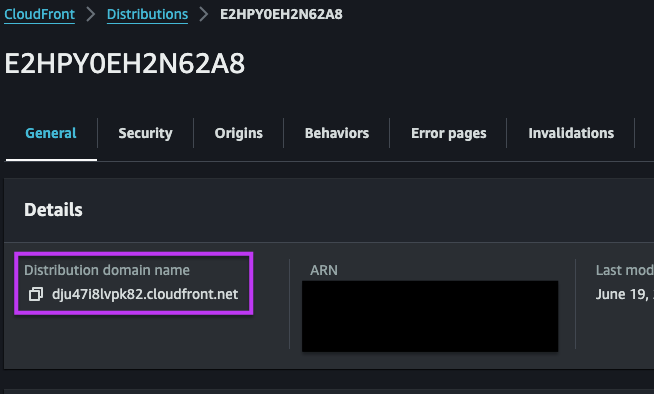 CloudFront > Distributions > E2HPY0EH2N62A8
E2HPY0EH2N62A8
General Security Origins Behaviors Error pages Invalidations
Details
Distribution domain name ARN Last mod
dju47i8lvpk82.cloudfront.net June 19,